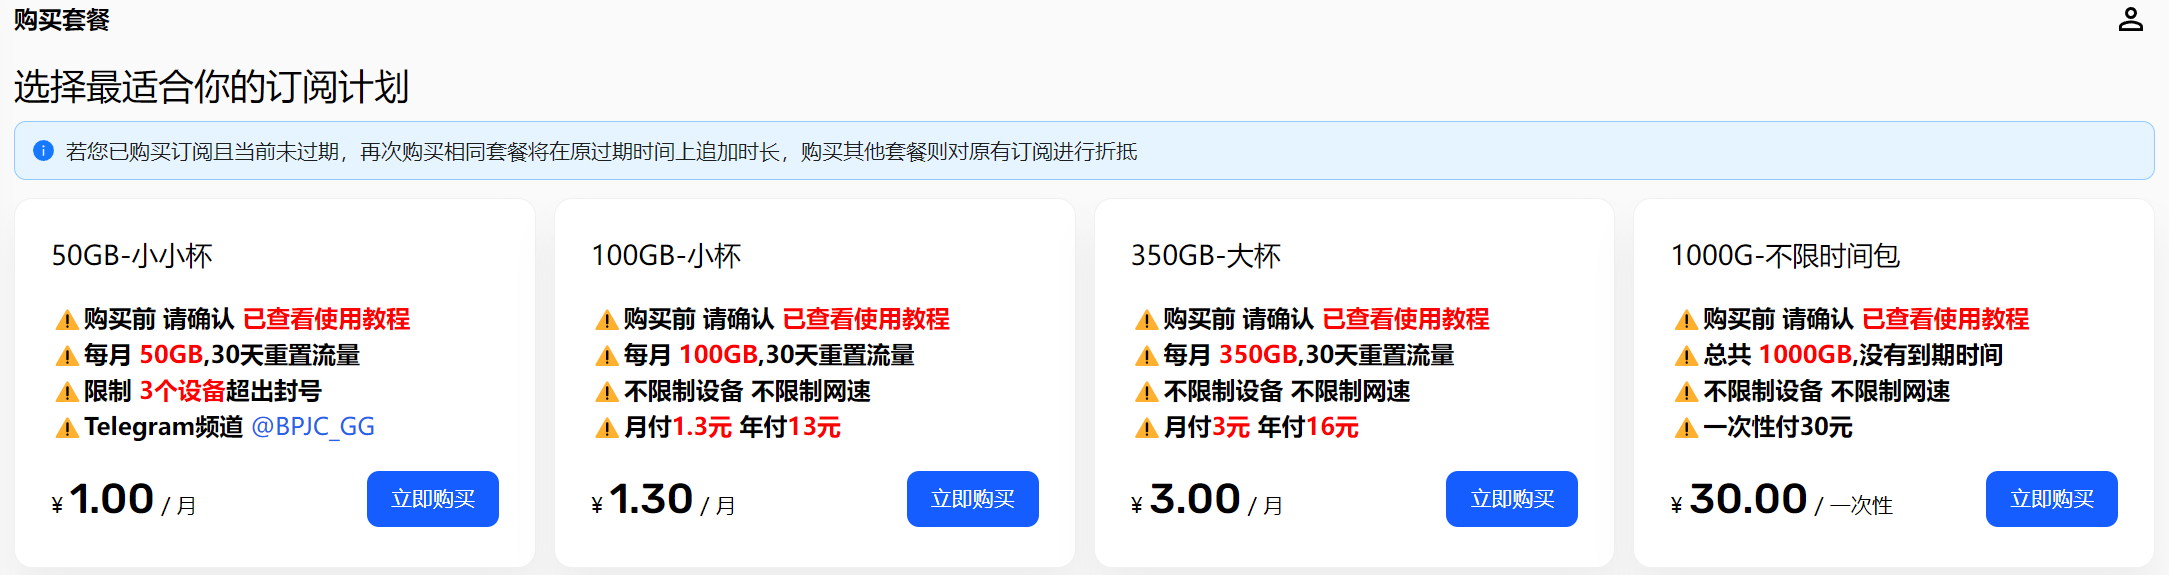 购买套餐
选择最适合你的订阅计划
若您已购买订阅且当前未过期，再次购买相同套餐将在原过期时间上追加时长，购买其他套餐则对原有订阅进行折抵
50GB-小小杯
⚠️购买前 请确认 已查看使用教程
⚠️每月 50GB,30天重置流量
⚠️限制 3个设备超出封号
⚠️Telegram频道 @BPJC_GG
¥ 1.00 / 月
立即购买
100GB-小杯
⚠️购买前 请确认 已查看使用教程
⚠️每月 100GB,30天重置流量
⚠️不限制设备 不限制网速
⚠️月付1.3元 年付13元
¥ 1.30 / 月
立即购买
350GB-大杯
⚠️购买前 请确认 已查看使用教程
⚠️每月 350GB,30天重置流量
⚠️不限制设备 不限制网速
⚠️月付3元 年付16元
¥ 3.00 / 月
立即购买
1000G-不限时间包
⚠️购买前 请确认 已查看使用教程
⚠️总共 1000GB,没有到期时间
⚠️不限制设备 不限制网速
⚠️一次性付30元
¥ 30.00 / 一次性
立即购买